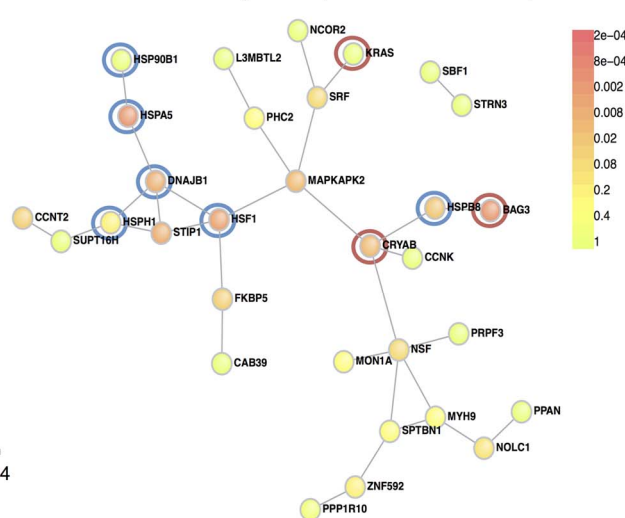 NCOR2
HSP90B1
L3MBTL2
KRAS
2e-04
8e-04
0.002
0.008
0.02
0.08
0.2
0.4
1
SBF1
SRF
STRN3
HSPA5
PHC2
DNAJB1
MAPKAPK2
HSPB8
BAG3
CCNT2
HSPH1
HSF1
STIP1
SUPT16H
CRYAB
CCNK
FKBP5
PRPF3
NSF
MON1A
CAB39
PPAN
MYH9
SPTBN1
NOLC1
4
ZNF592
PPP1R10